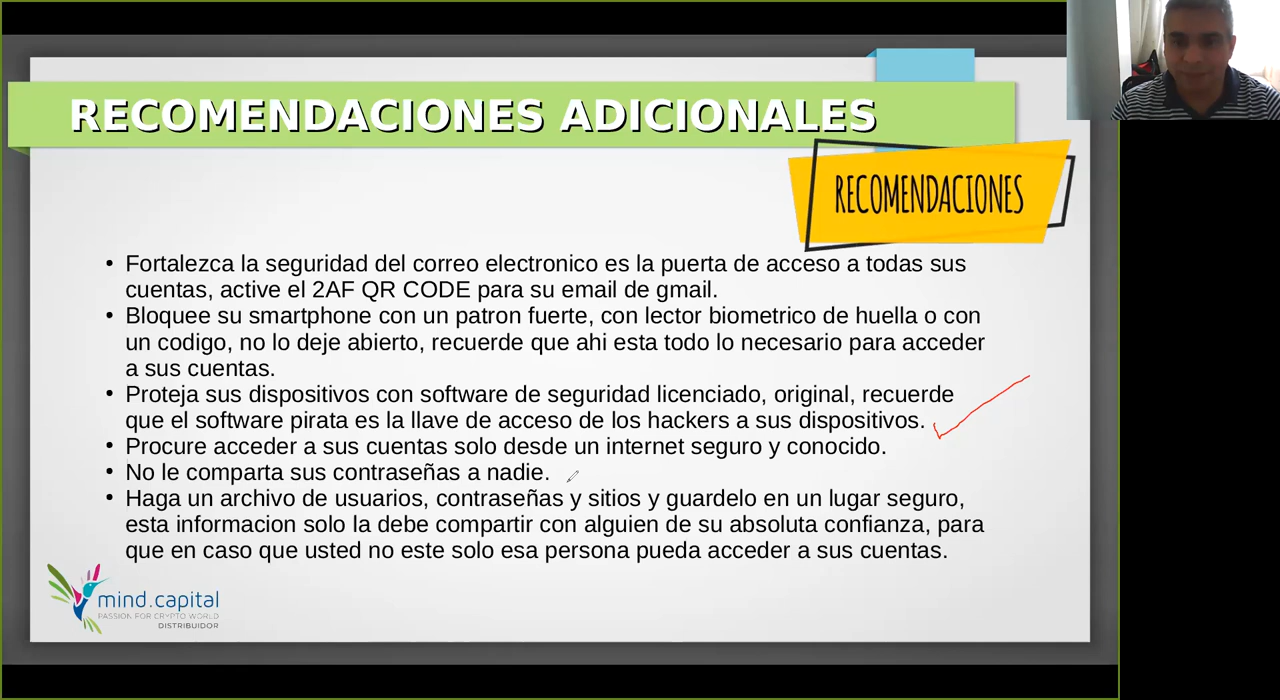 RECOMENDACIONES ADICIONALES
RECOMENDACIONES
• Fortalezca la seguridad del correo electronico es la puerta de acceso a todas sus
cuentas, active el 2AF QR CODE para su email de gmail.
• Bloquee su smartphone con un patron fuerte, con lector biometrico de huella o con
un codigo, no lo deje abierto, recuerde que ahi esta todo lo necesario para acceder
a sus cuentas.
• Proteja sus dispositivos con software de seguridad licenciado, original, recuerde
que el software pirata es la llave de acceso de los hackers a sus dispositivos.
• Procure acceder a sus cuentas solo desde un internet seguro y conocido.
• No le comparta sus contraseñas a nadie.
• Haga un archivo de usuarios, contraseñas y sitios y guardelo en un lugar seguro,
esta informacion solo la debe compartir con alguien de su absoluta confianza, para
que en caso que usted no este solo esa persona pueda acceder a sus cuentas.
mind.capital
PASSION FOR CRYPTO WORLD
DISTRIBUIDOR